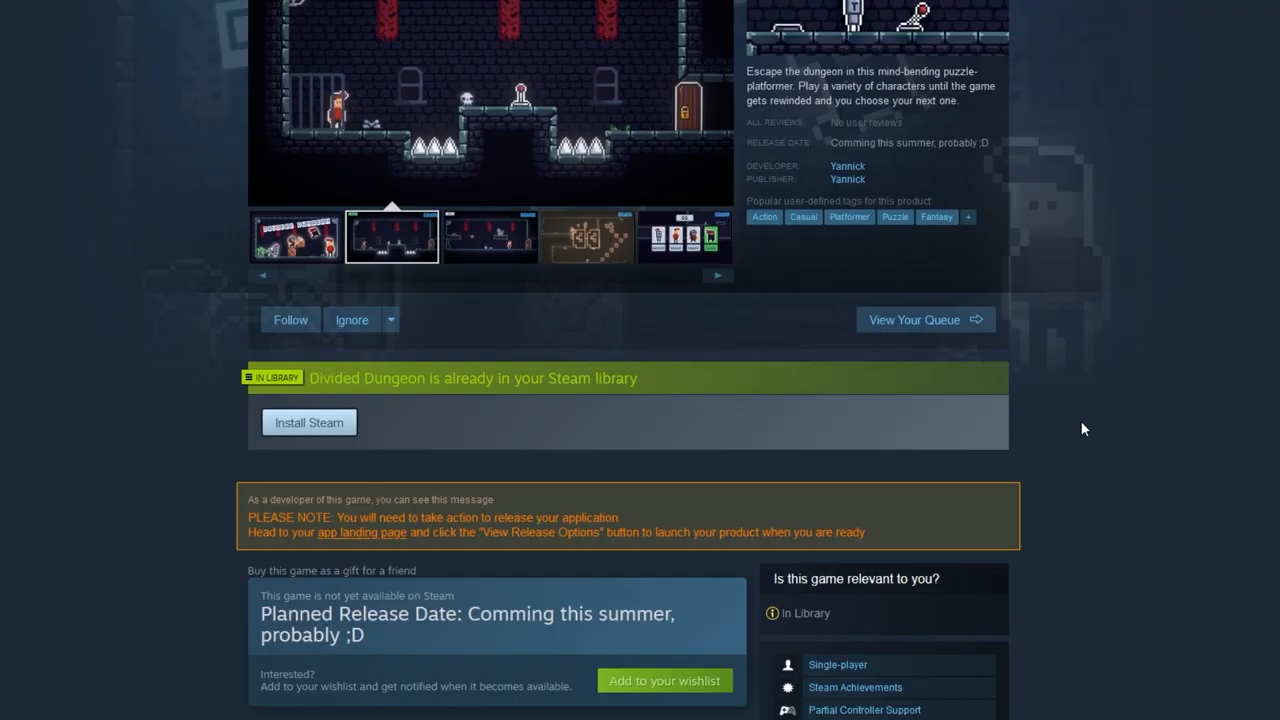 Escape the dungeon in this mind-bending puzzle-
platformer. Play a variety of characters until the game
gets rewinded and you choose your next one.
ALL REVIEWS: No user reviews
RELEASE DATE: Comming this summer, probably ;D
DEVELOPER: Yannick
PUBLISHER: Yannick
Popular user-defined tags for this product:
Action Casual Platformer Puzzle Fantasy +
Follow Ignore View Your Queue
IN LIBRARY Divided Dungeon is already in your Steam library
Install Steam
As a developer of this game, you can see this message
PLEASE NOTE: You will need to take action to release your application.
Head to your app landing page and click the "View Release Options" button to launch your product when you are ready
Buy this game as a gift for a friend
This game is not yet available on Steam
Planned Release Date: Comming this summer,
probably ;D
Interested?
Add to your wishlist and get notified when it becomes available.
Add to your wishlist
Is this game relevant to you?
In Library
Single-player
Steam Achievements
Partial Controller Support